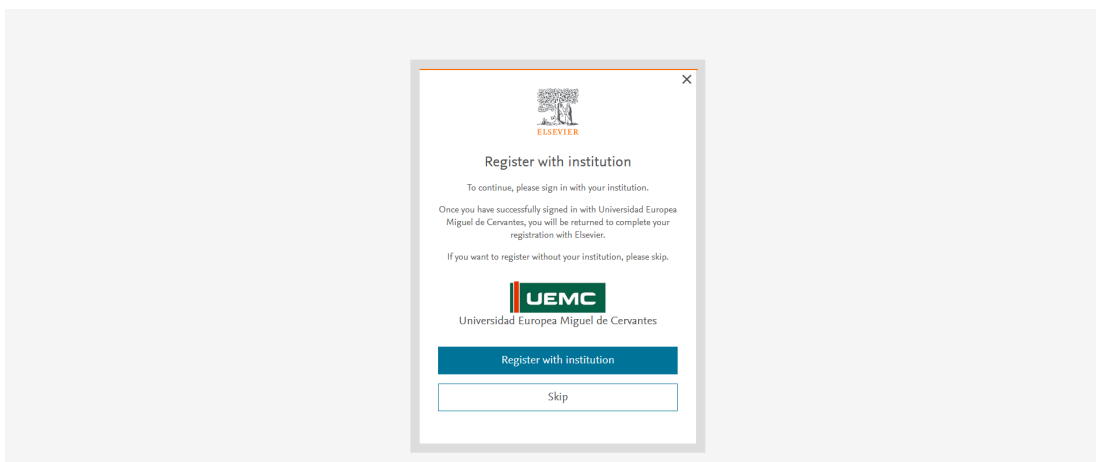 ELSEVIER
Register with institution
To continue, please sign in with your institution.
Once you have successfully signed in with Universidad Europea
Miguel de Cervantes, you will be returned to complete your
registration with Elsevier.
If you want to register without your institution, please skip.
UEMC
Universidad Europea Miguel de Cervantes
Register with institution
Skip